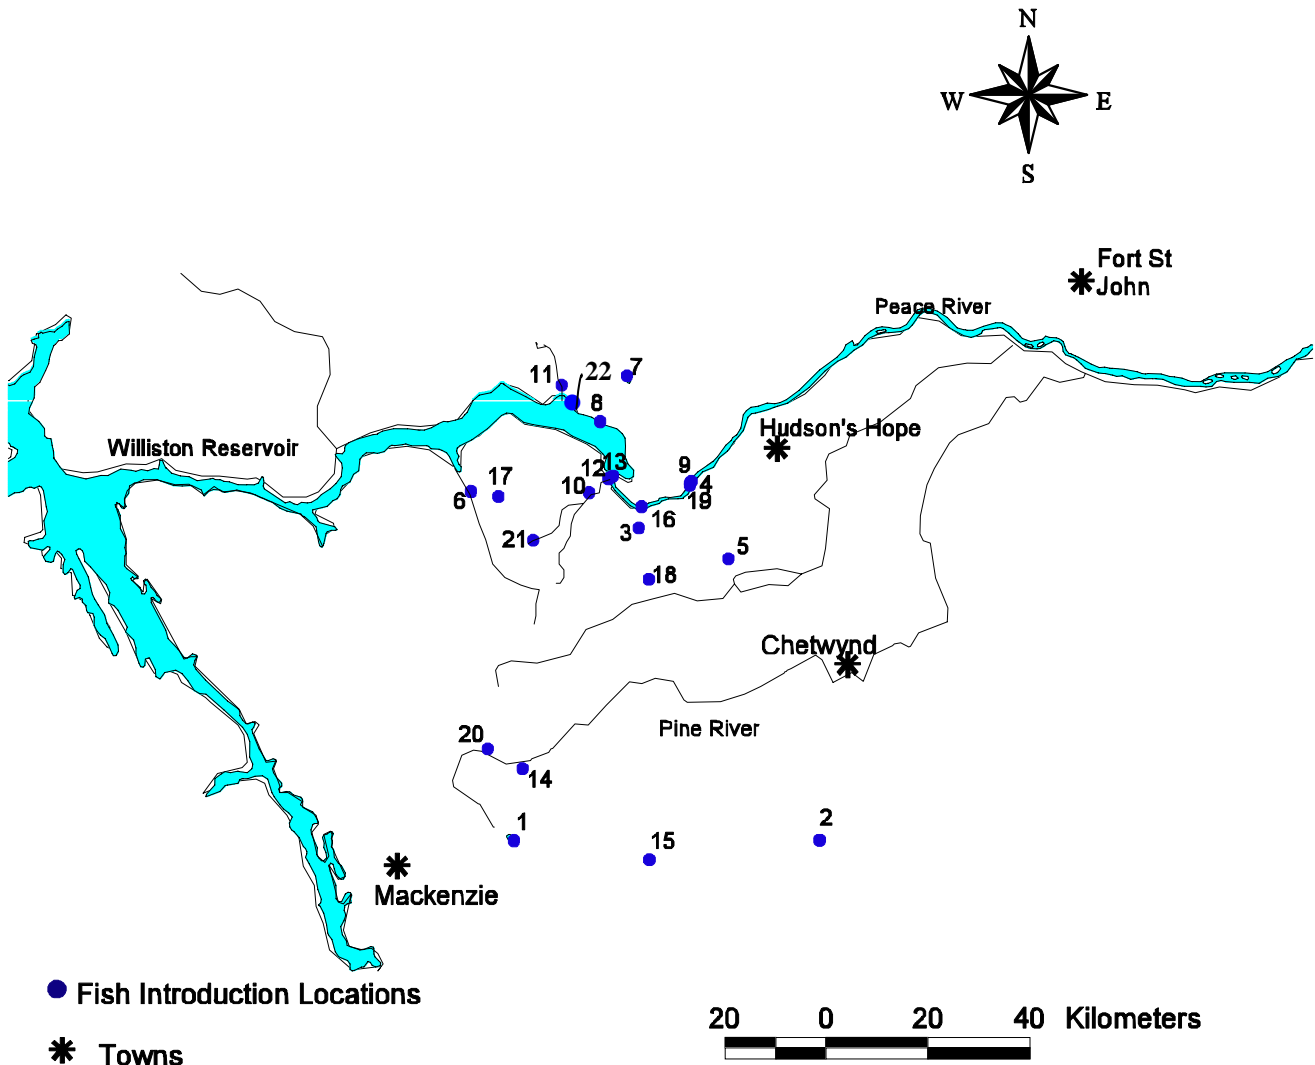 N
W
E
S
Fort St
John
Peace River
7
22
11
8
Hudson's Hope
Williston Reservoir
13
12
9
17
10
4
6
19
16
3
21
5
18
Chetwynd
Pine River
20
14
1
2
15
Mackenzie
Fish Introduction Locations
20 0 20 40 Kilometers
Towns